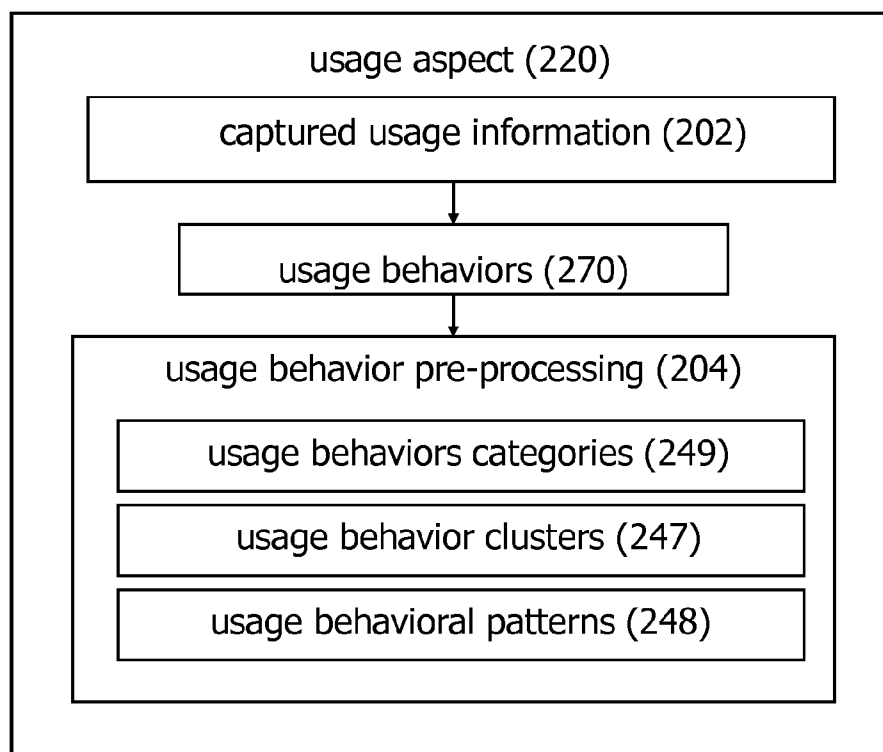 usage aspect (220)
captured usage information (202)
usage behaviors (270)
usage behavior pre-processing (204)
usage behaviors categories (249)
usage behavior clusters (247)
usage behavioral patterns (248)